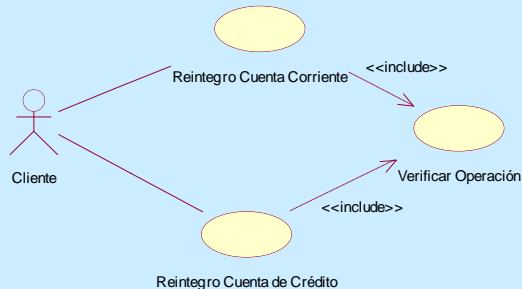 <<include>>
Reintegro Cuenta Corriente
Cliente
Verificar Operación
<<include>>
Reintegro Cuenta de Crédito